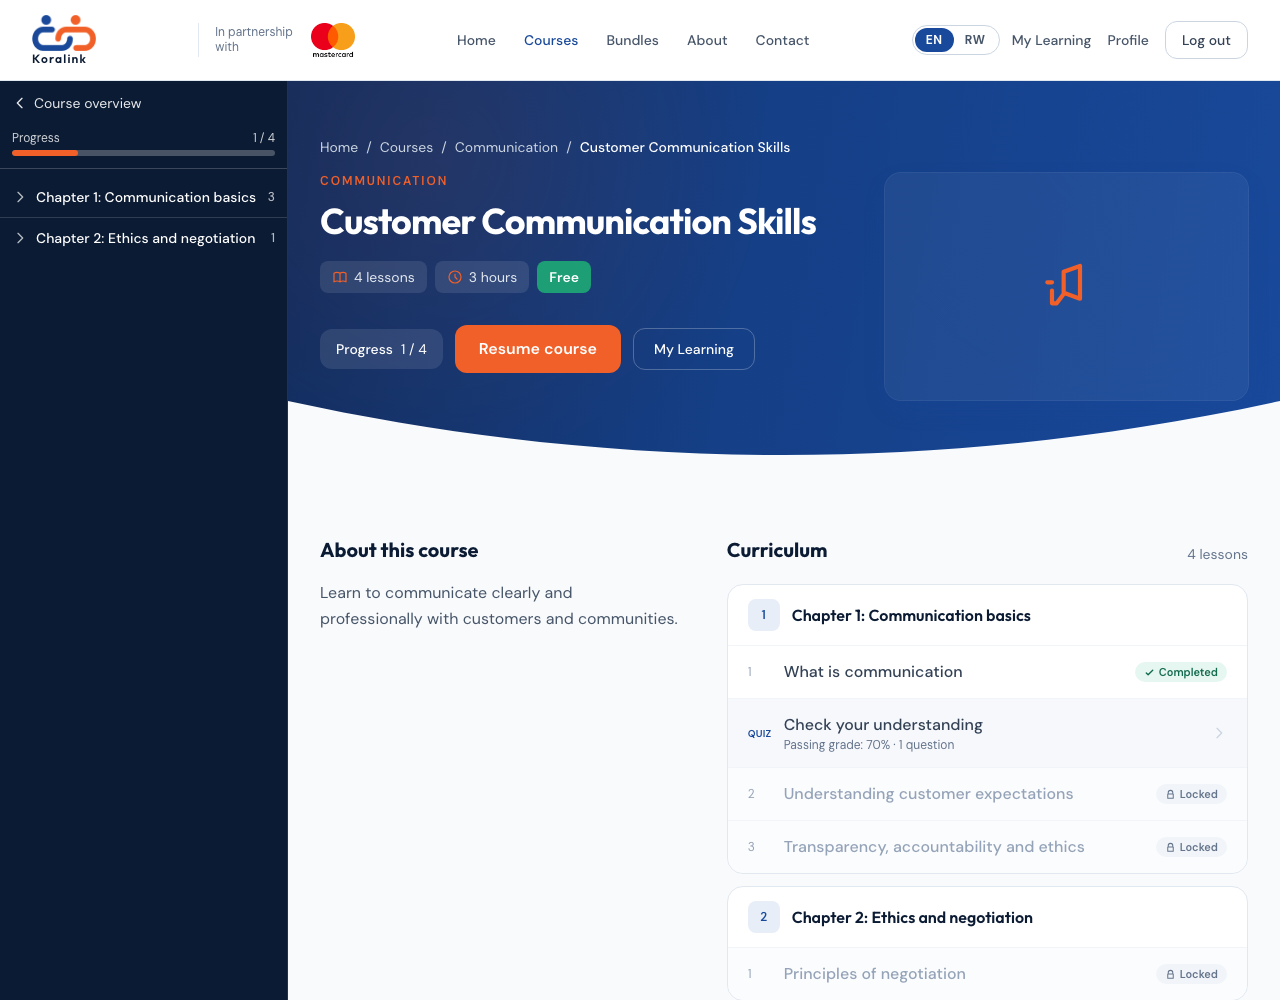 Koralink
In partnership
with
mastercard
Home
Courses
Bundles
About
Contact
EN
RW
My Learning
Profile
Log out
Course overview
Progress
1 / 4
Chapter 1: Communication basics
3
Chapter 2: Ethics and negotiation
1
Home / Courses / Communication / Customer Communication Skills
COMMUNICATION
Customer Communication Skills
4 lessons
3 hours
Free
Progress 1 / 4
Resume course
My Learning
About this course
Learn to communicate clearly and
professionally with customers and communities.
Curriculum
4 lessons
1
Chapter 1: Communication basics
1
What is communication
Completed
QUIZ
Check your understanding
Passing grade: 70% · 1 question
2
Understanding customer expectations
Locked
3
Transparency, accountability and ethics
Locked
2
Chapter 2: Ethics and negotiation
1
Principles of negotiation
Locked